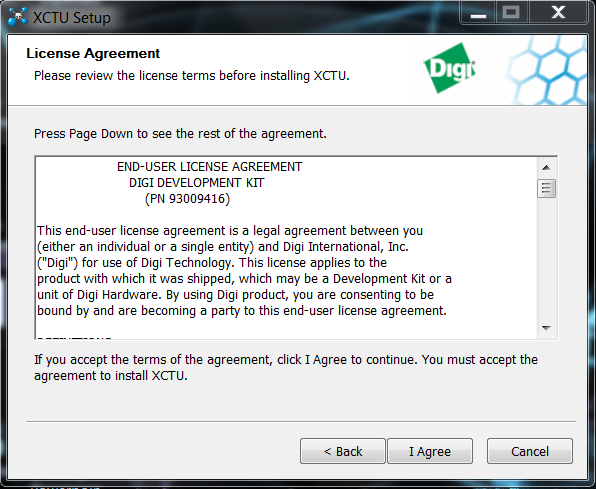 XCTU Setup
License Agreement
Please review the license terms before installing XCTU.
Digi
Press Page Down to see the rest of the agreement.
END-USER LICENSE AGREEMENT
DIGI DEVELOPMENT KIT
(PN 93009416)
This end-user license agreement is a legal agreement between you
(either an individual or a single entity) and Digi International, Inc.
("Digi") for use of Digi Technology. This license applies to the
product with which it was shipped, which may be a Development Kit or a
unit of Digi Hardware. By using Digi product, you are consenting to be
bound by and are becoming a party to this end-user license agreement.
If you accept the terms of the agreement, click I Agree to continue. You must accept the
agreement to install XCTU.
< Back
I Agree
Cancel